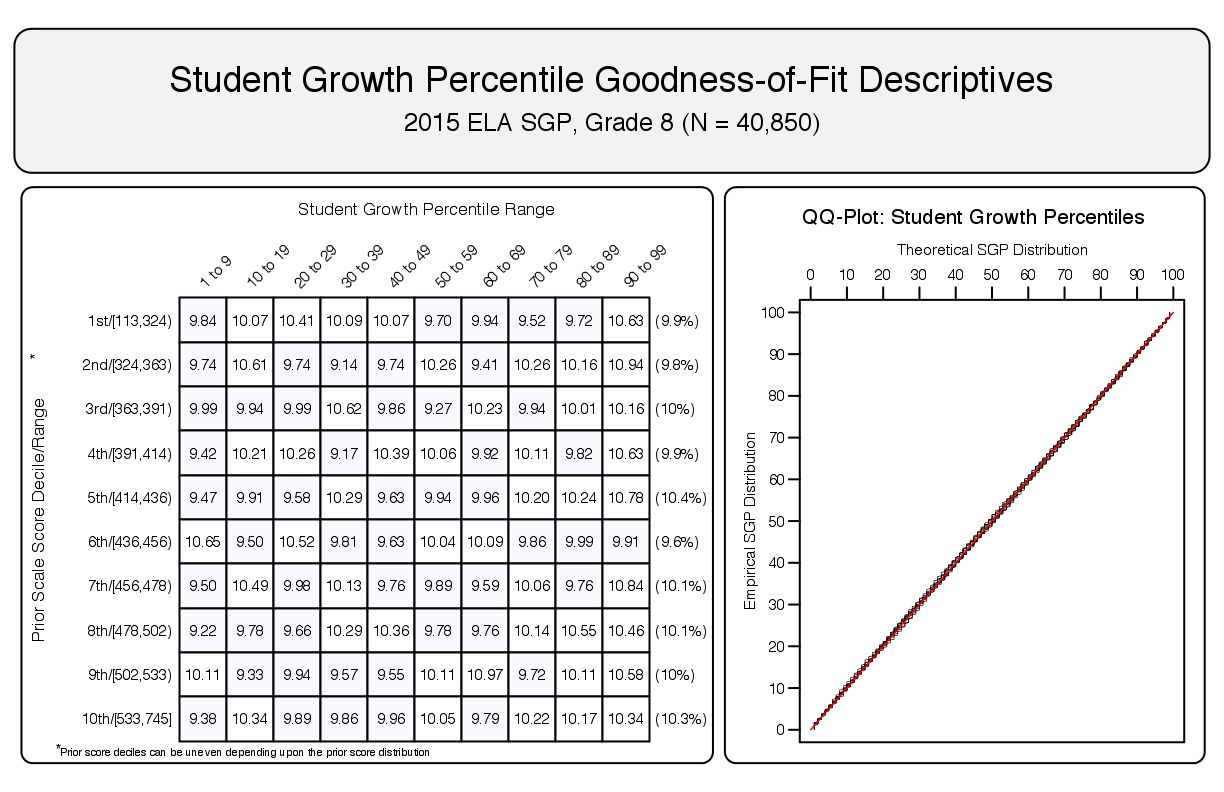 Student Growth Percentile Goodness-of-Fit Descriptives
2015 ELA SGP, Grade 8 (N = 40,850)
Student Growth Percentile Range
1 to 9 10 to 19 20 to 29 30 to 39 40 to 49 50 to 59 60 to 69 70 to 79 80 to 89 90 to 99
1st/[113,324) 9.84 10.07 10.41 10.09 10.07 9.70 9.94 9.52 9.72 10.63 (9.9%)
2nd/[324,363) 9.74 10.61 9.74 9.14 9.74 10.26 9.41 10.26 10.16 10.94 (9.8%)
3rd/[363,391) 9.99 9.94 9.99 10.62 9.86 9.27 10.23 9.94 10.01 10.16 (10%)
4th/[391,414) 9.42 10.21 10.26 9.17 10.39 10.06 9.92 10.11 9.82 10.63 (9.9%)
5th/[414,436) 9.47 9.91 9.58 10.29 9.63 9.94 9.96 10.20 10.24 10.78 (10.4%)
6th/[436,456) 10.65 9.50 10.52 9.81 9.63 10.04 10.09 9.86 9.99 9.91 (9.6%)
7th/[456,478) 9.50 10.49 9.98 10.13 9.76 9.89 9.59 10.06 9.76 10.84 (10.1%)
8th/[478,502) 9.22 9.78 9.66 10.29 10.36 9.78 9.76 10.14 10.55 10.46 (10.1%)
9th/[502,533) 10.11 9.33 9.94 9.57 9.55 10.11 10.97 9.72 10.11 10.58 (10%)
10th/[533,745] 9.38 10.34 9.89 9.86 9.96 10.05 9.79 10.22 10.17 10.34 (10.3%)
Prior Scale Score Decile/Range *
*Prior score deciles can be uneven depending upon the prior score distribution
QQ-Plot: Student Growth Percentiles
Theoretical SGP Distribution
0 10 20 30 40 50 60 70 80 90 100
Empirical SGP Distribution
100
90
80
70
60
50
40
30
20
10
0